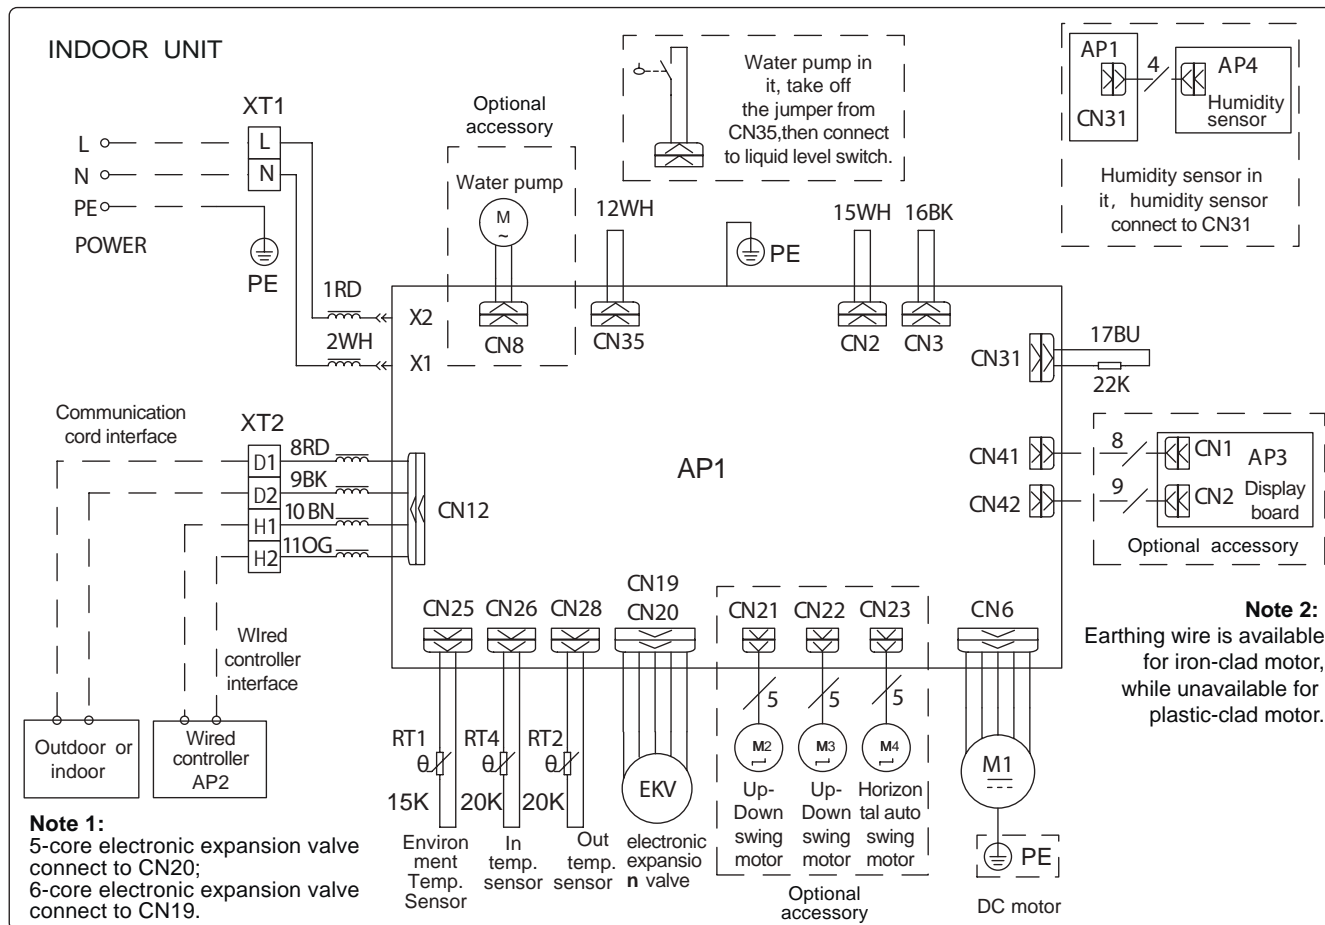 INDOOR UNIT
XT1
L
N
PE
POWER
L
N
PE
Optional
accessory
Water pump
M
~
CN8
Water pump in
it, take off
the jumper from
CN35,then connect
to liquid level switch.
AP1
CN31
4
AP4
Humidity
sensor
Humidity sensor in
it, humidity sensor
connect to CN31
12WH
CN35
PE
15WH
CN2
16BK
CN3
1RD
X2
2WH
X1
CN31
17BU
22K
Communication
cord interface
XT2
D1
8RD
D2
9BK
H1
10 BN
H2
11OG
CN12
AP1
CN41
8
CN1
CN42
9
CN2
AP3
Display
board
Optional accessory
WIred
controller
interface
Outdoor or
indoor
Wired
controller
AP2
CN25
CN26
CN28
CN19
CN20
CN21
CN22
CN23
CN6
RT1
θ
15K
RT4
θ
20K
RT2
θ
20K
EKV
5
5
5
M2
M3
M4
M1
PE
Environ
ment
Temp.
Sensor
In
temp.
sensor
Out
temp.
sensor
electronic
expansio
n valve
Up-
Down
swing
motor
Up-
Down
swing
motor
Horizon
tal auto
swing
motor
Optional
accessory
DC motor
Note 1:
5-core electronic expansion valve
connect to CN20;
6-core electronic expansion valve
connect to CN19.
Note 2:
Earthing wire is available
for iron-clad motor,
while unavailable for
plastic-clad motor.